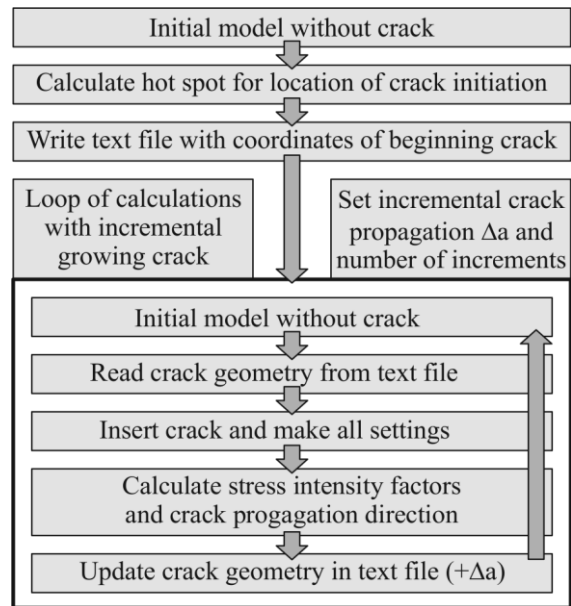 Initial model without crack
Calculate hot spot for location of crack initiation
Write text file with coordinates of beginning crack
Loop of calculations
with incremental
growing crack
Set incremental crack
propagation Δa and
number of increments
Initial model without crack
Read crack geometry from text file
Insert crack and make all settings
Calculate stress intensity factors
and crack progagation direction
Update crack geometry in text file (+Δa)